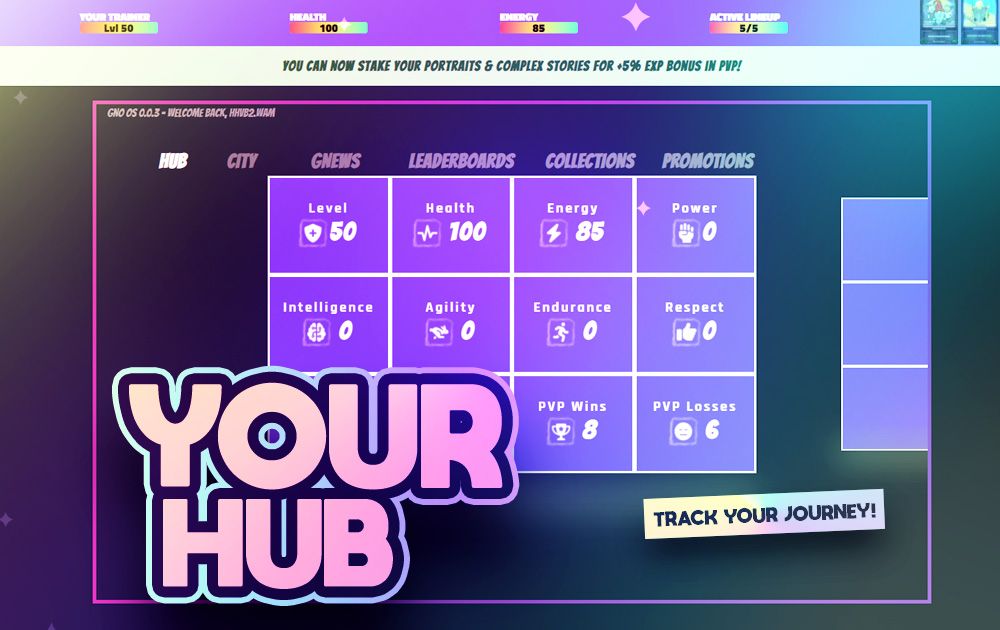 YOUR TRAINER HEALTH ENERGY ACTIVE LINEUP
Lvl 50 100 85 5/5
YOU CAN NOW STAKE YOUR PORTRAITS & COMPLEX STORIES FOR +5% EXP BONUS IN PVP!
GNO OS 0.0.3 - WELCOME BACK, HHVB2.WAM
HUB CITY GNEWS LEADERBOARDS COLLECTIONS PROMOTIONS
Level Health Energy Power
50 100 85 0
Intelligence Agility Endurance Respect
0 0 0 0
PVP Wins PVP Losses
8 6
YOUR
HUB
TRACK YOUR JOURNEY!